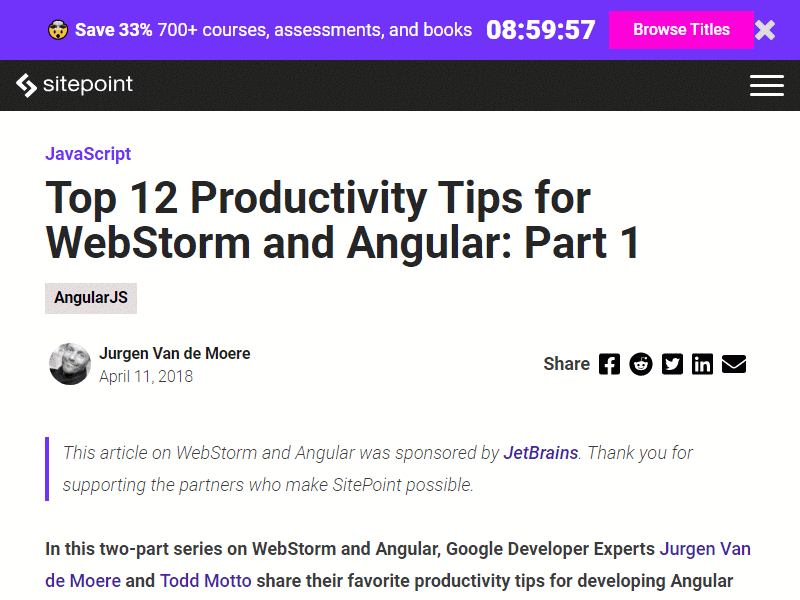 Save 33% 700+ courses, assessments, and books 08:59:57 Browse Titles
sitepoint
JavaScript
Top 12 Productivity Tips for
WebStorm and Angular: Part 1
AngularJS
Jurgen Van de Moere
April 11, 2018
Share
This article on WebStorm and Angular was sponsored by JetBrains. Thank you for
supporting the partners who make SitePoint possible.
In this two-part series on WebStorm and Angular, Google Developer Experts Jurgen Van
de Moere and Todd Motto share their favorite productivity tips for developing Angular